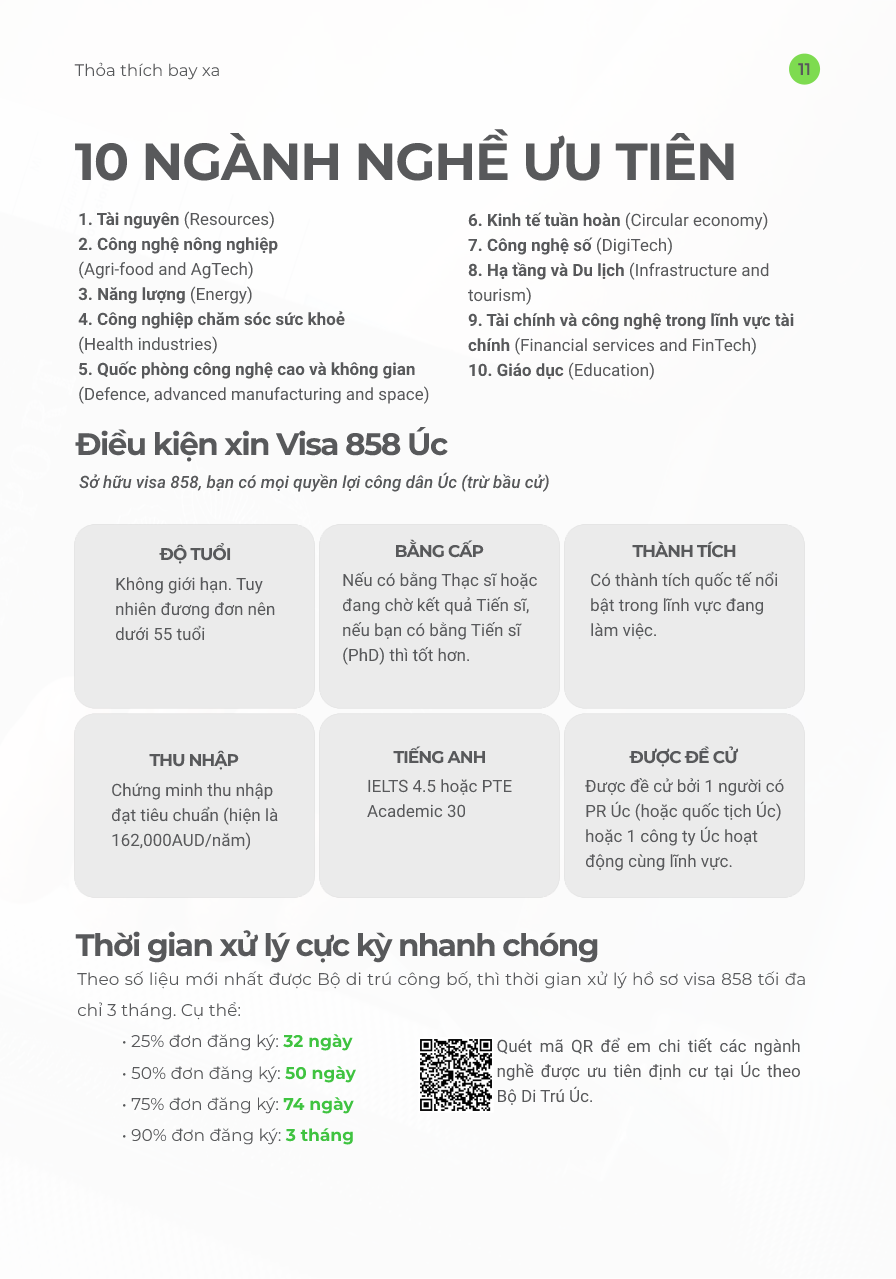 Thỏa thích bay xa
11
10 NGÀNH NGHỀ ƯU TIÊN
1. Tài nguyên (Resources)
2. Công nghệ nông nghiệp
(Agri-food and AgTech)
3. Năng lượng (Energy)
4. Công nghiệp chăm sóc sức khoẻ
(Health industries)
5. Quốc phòng công nghệ cao và không gian
(Defence, advanced manufacturing and space)
6. Kinh tế tuần hoàn (Circular economy)
7. Công nghệ số (DigiTech)
8. Hạ tầng và Du lịch (Infrastructure and
tourism)
9. Tài chính và công nghệ trong lĩnh vực tài
chính (Financial services and FinTech)
10. Giáo dục (Education)
Điều kiện xin Visa 858 Úc
Sở hữu visa 858, bạn có mọi quyền lợi công dân Úc (trừ bầu cử)
ĐỘ TUỔI
Không giới hạn. Tuy
nhiên đương đơn nên
dưới 55 tuổi
BẰNG CẤP
Nếu có bằng Thạc sĩ hoặc
đang chờ kết quả Tiến sĩ,
nếu bạn có bằng Tiến sĩ
(PhD) thì tốt hơn.
THÀNH TÍCH
Có thành tích quốc tế nổi
bật trong lĩnh vực đang
làm việc.
THU NHẬP
Chứng minh thu nhập
đạt tiêu chuẩn (hiện là
162,000AUD/năm)
TIẾNG ANH
IELTS 4.5 hoặc PTE
Academic 30
ĐƯỢC ĐỀ CỬ
Được đề cử bởi 1 người có
PR Úc (hoặc quốc tịch Úc)
hoặc 1 công ty Úc hoạt
động cùng lĩnh vực.
Thời gian xử lý cực kỳ nhanh chóng
Theo số liệu mới nhất được Bộ di trú công bố, thì thời gian xử lý hồ sơ visa 858 tối đa
chỉ 3 tháng. Cụ thể:
• 25% đơn đăng ký: 32 ngày
• 50% đơn đăng ký: 50 ngày
• 75% đơn đăng ký: 74 ngày
• 90% đơn đăng ký: 3 tháng
Quét mã QR để em chi tiết các ngành
nghề được ưu tiên định cư tại Úc theo
Bộ Di Trú Úc.